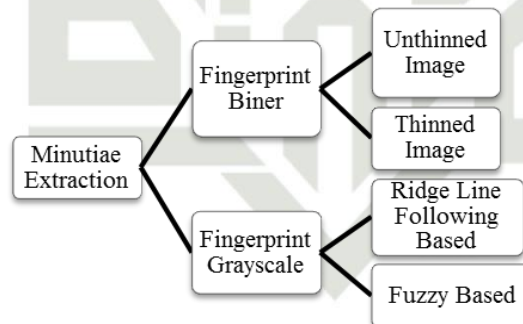 Minutiae
Extraction
Fingerprint
Biner
Unthinned
Image
Thinned
Image
Fingerprint
Grayscale
Ridge Line
Following
Based
Fuzzy Based